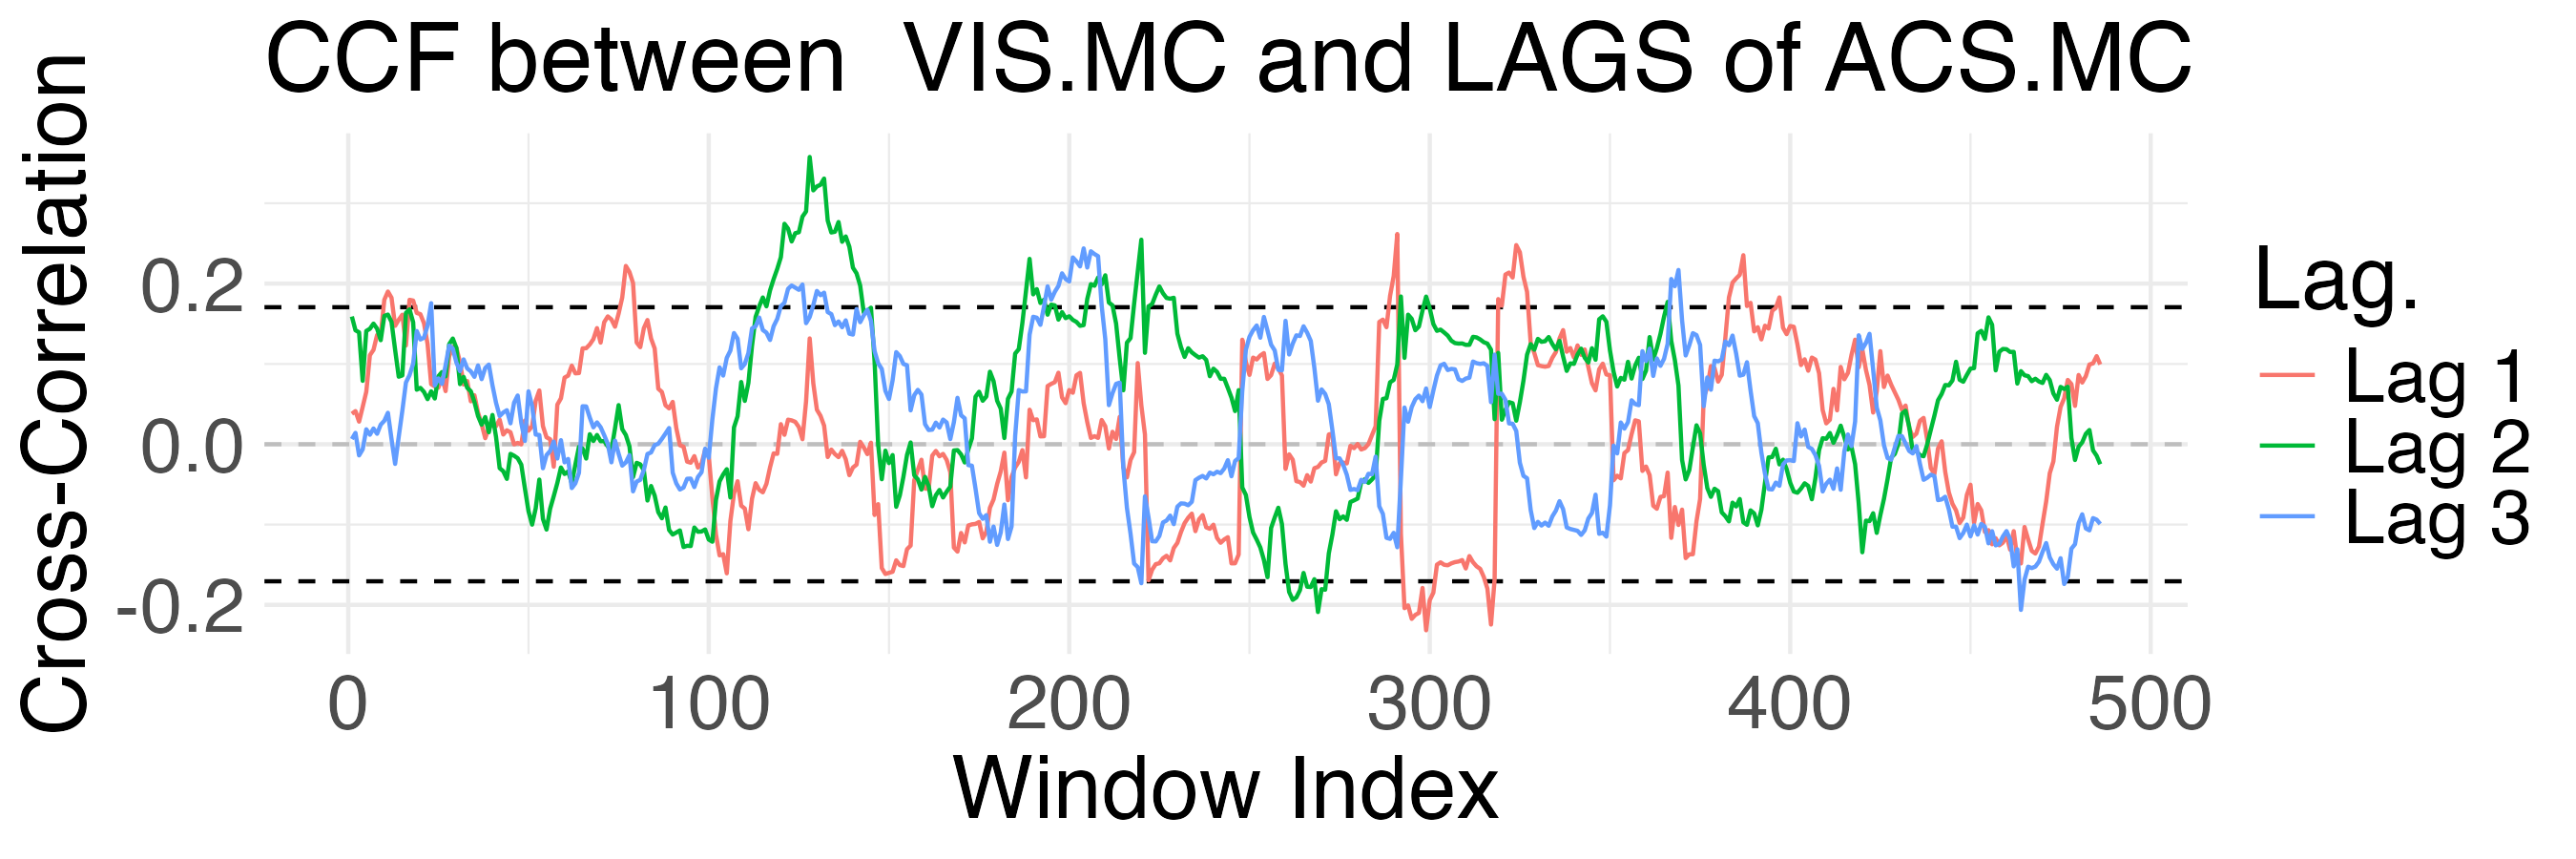 CCF between  VIS.MC and LAGS of ACS.MC
Cross-Correlation
0.2
0.0
-0.2
0 100 200 300 400 500
Window Index
Lag.
Lag 1
Lag 2
Lag 3